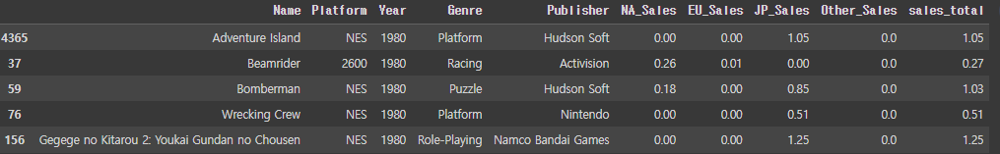 Name Platform Year Genre Publisher NA_Sales EU_Sales JP_Sales Other_Sales sales_total
4365 Adventure Island NES 1980 Platform Hudson Soft 0.00 0.00 1.05 0.0 1.05
37 Beamrider 2600 1980 Racing Activision 0.26 0.01 0.00 0.0 0.27
59 Bomberman NES 1980 Puzzle Hudson Soft 0.18 0.00 0.85 0.0 1.03
76 Wrecking Crew NES 1980 Platform Nintendo 0.00 0.00 0.51 0.0 0.51
156 Gegege no Kitarou 2: Youkai Gundan no Chousen NES 1980 Role-Playing Namco Bandai Games 0.00 0.00 1.25 0.0 1.25